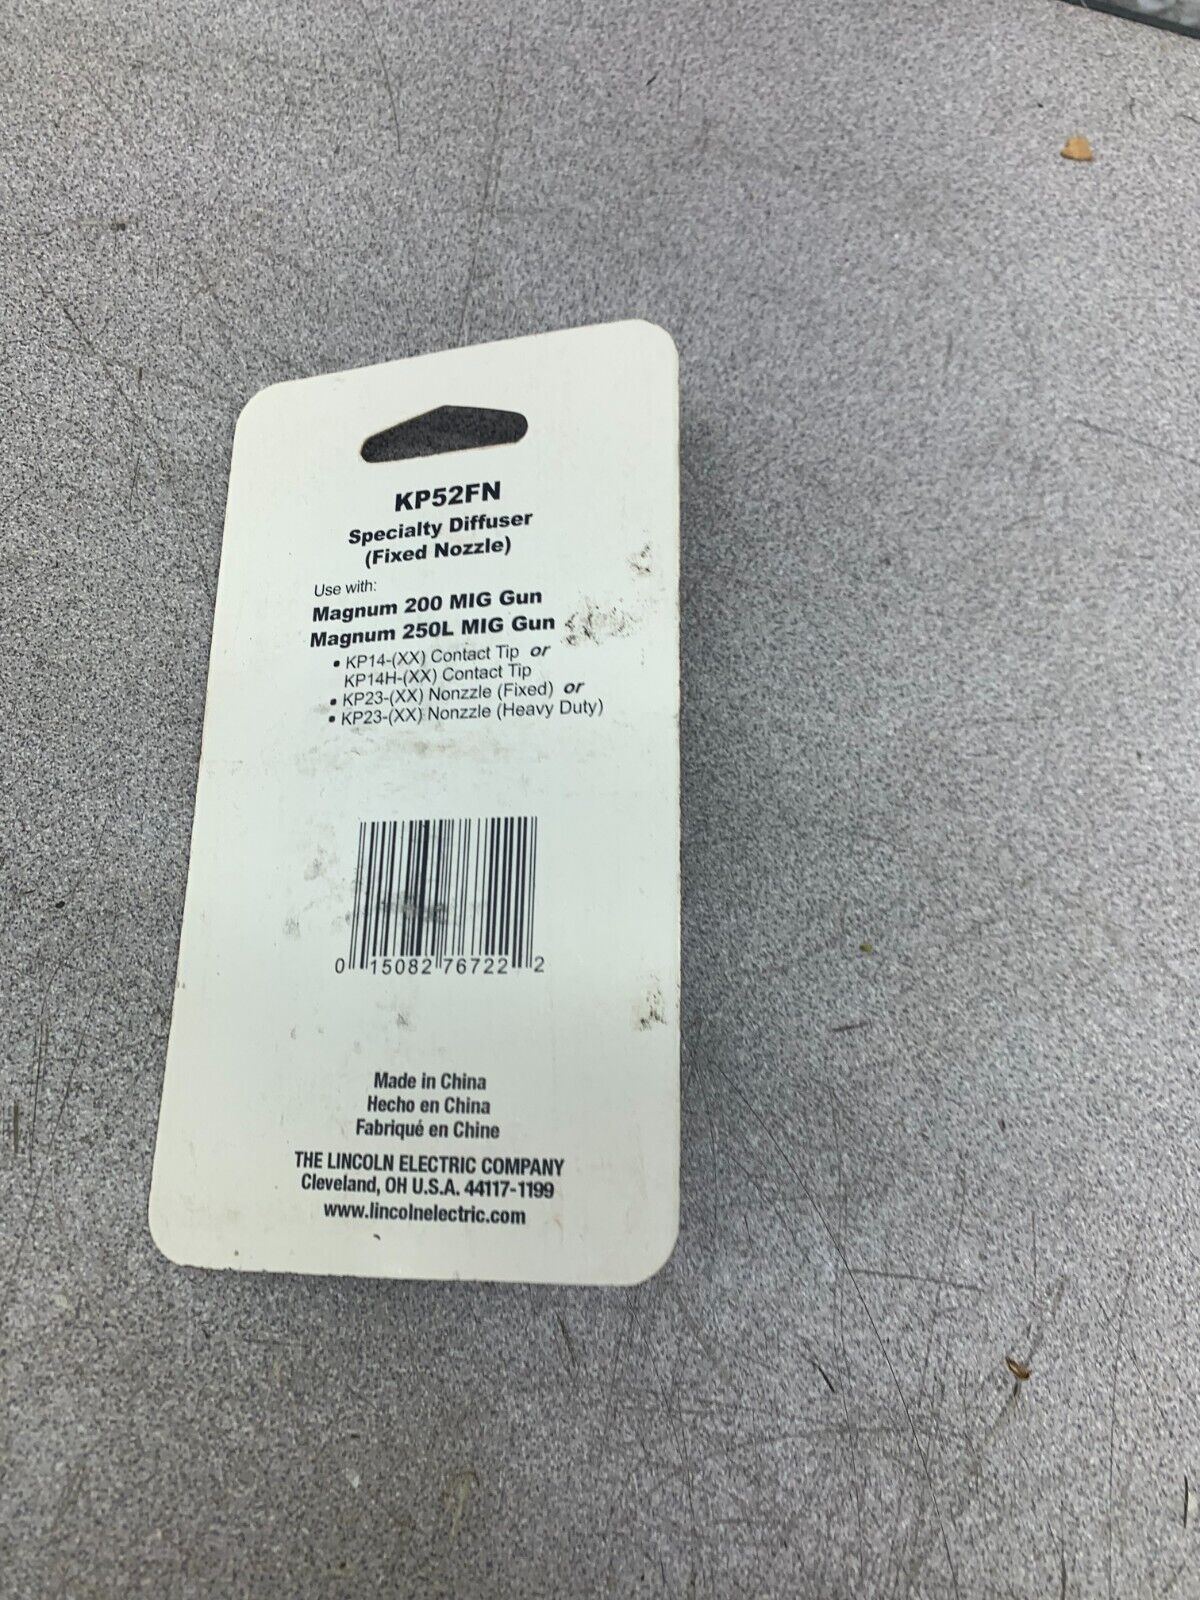 KP52FN
Specialty Diffuser
(Fixed Nozzle)
Use with:
Magnum 200 MIG Gun
Magnum 250L MIG Gun
• KP14-(XX) Contact Tip or
KP14H-(XX) Contact Tip
• KP23-(XX) Nonzzle (Fixed) or
• KP23-(XX) Nonzzle (Heavy Duty)
0 15082 76722 2
Made in China
Hecho en China
Fabriqué en Chine
THE LINCOLN ELECTRIC COMPANY
Cleveland, OH U.S.A. 44117-1199
www.lincolnelectric.com